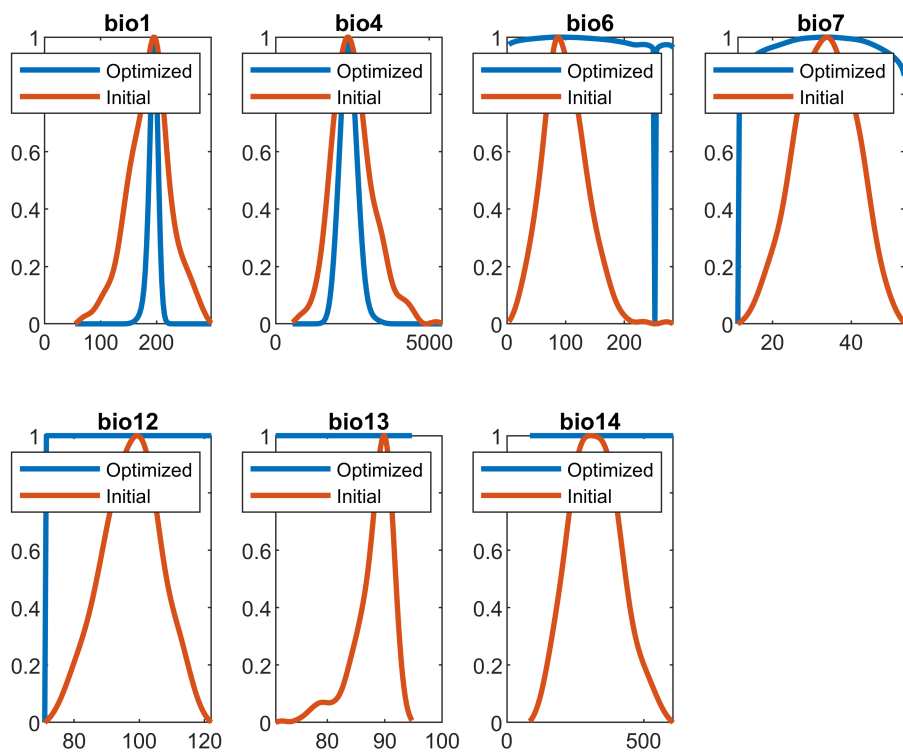 bio1
bio4
bio6
bio7
1
0.6
0.4
0.2
0
0 100 200
Optimized
Initial
1
0.6
0.4
0.2
0
0 5000
Optimized
Initial
1
0.6
0.4
0.2
0
0 100 200
Optimized
Initial
1
0.6
0.4
0.2
0
20 40
Optimized
Initial
bio12
bio13
bio14
1
0.6
0.4
0.2
0
80 100 120
Optimized
Initial
1
0.6
0.4
0.2
0
80 90 100
Optimized
Initial
1
0.6
0.4
0.2
0
0 500
Optimized
Initial